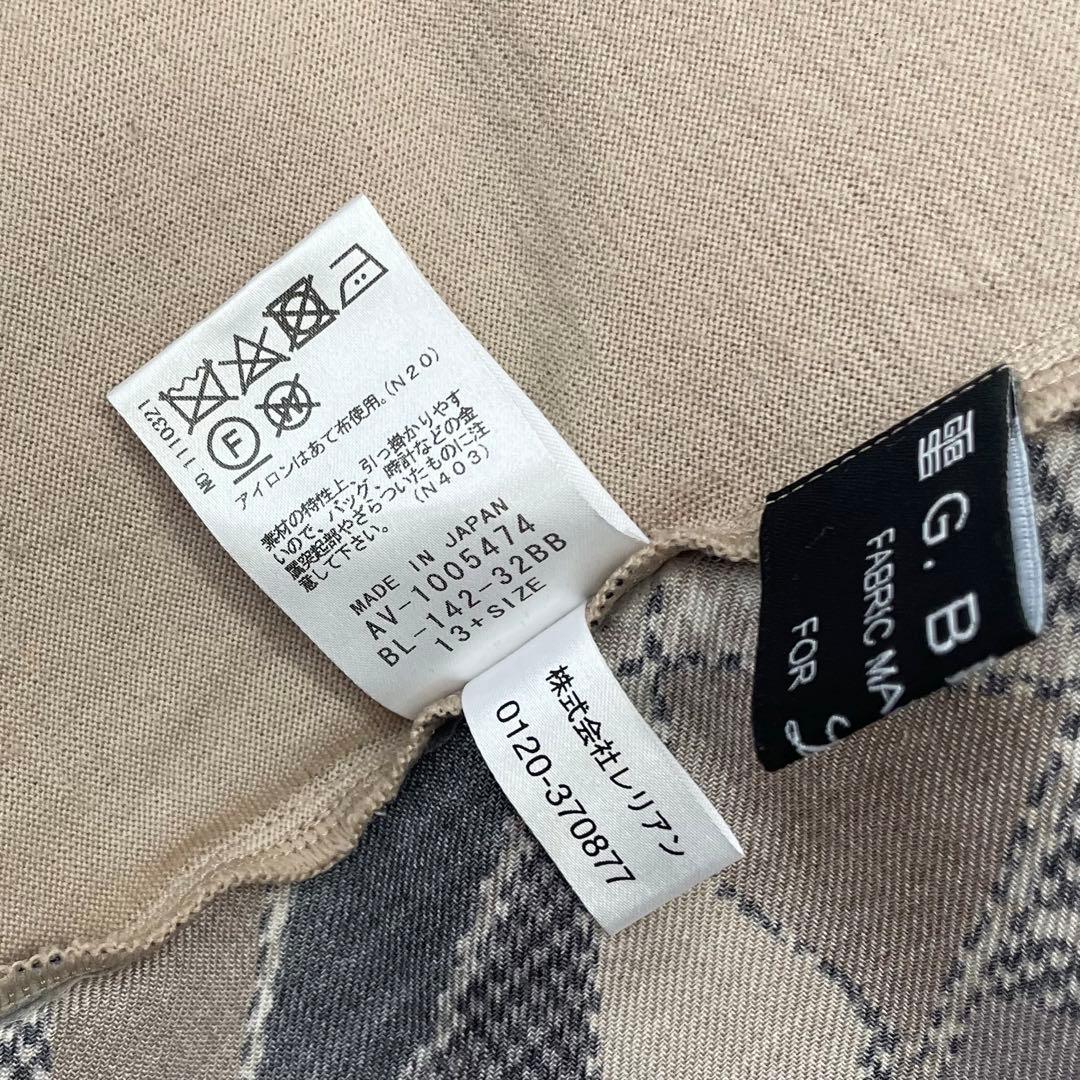 NO.110321
F
W
アイロンはあて布使用。(N20)
素材の特性上、引っ掛かりやす
いので、バッグ、時計などの金
属突起部やざらついたものに注
意して下さい。(N403)
MADE IN JAPAN
AV-1005474
BL-142-32BB
13+SIZE
株式会社レリアン
0120-370877
G.B
FABRIC MA
FOR